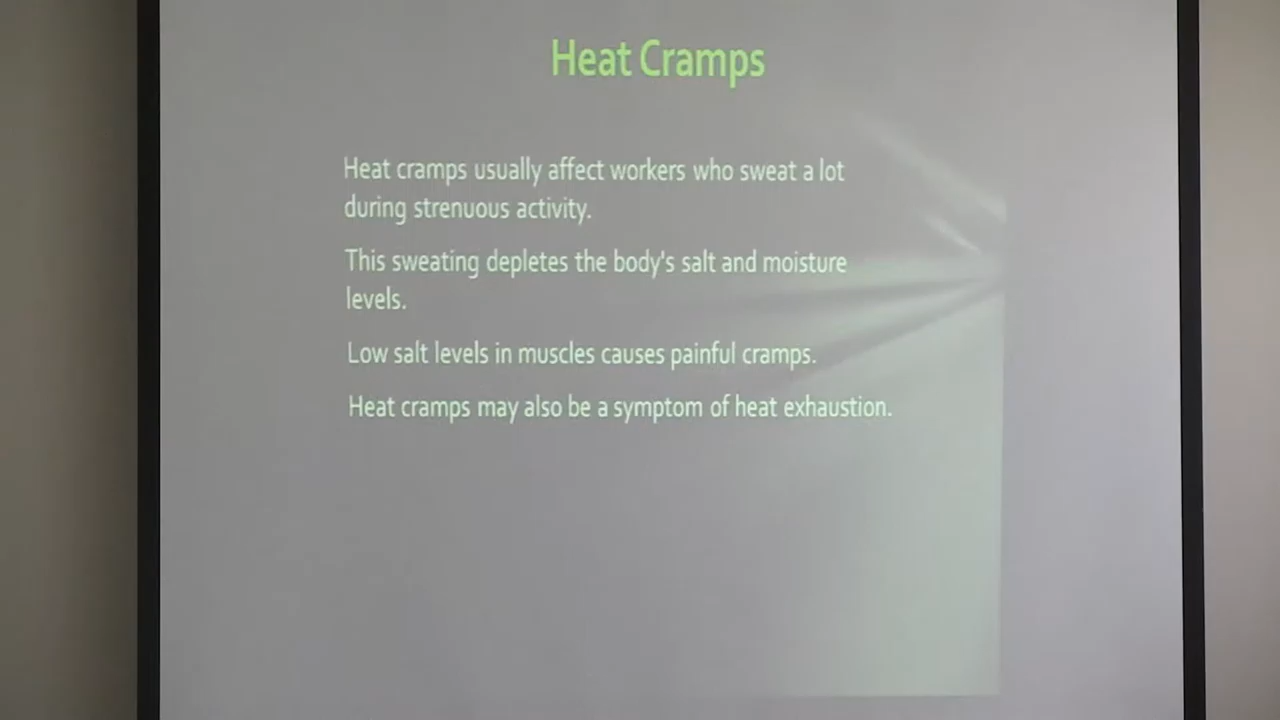 Heat Cramps
Heat cramps usually affect workers who sweat a lot
during strenuous activity.
This sweating depletes the body's salt and moisture
levels.
Low salt levels in muscles causes painful cramps.
Heat cramps may also be a symptom of heat exhaustion.